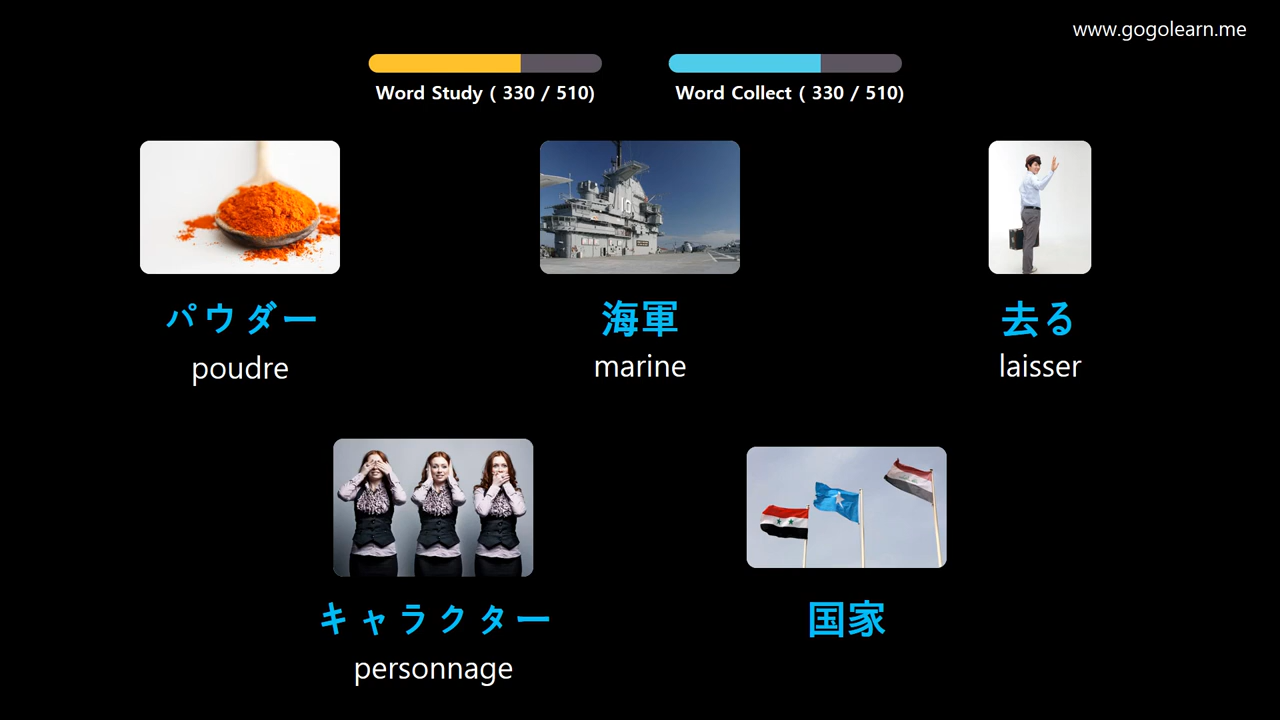 www.gogolearn.me
Word Study ( 330 / 510)
Word Collect ( 330 / 510)
パウダー
海軍
去る
poudre
marine
laisser
キャラクター
国家
personnage